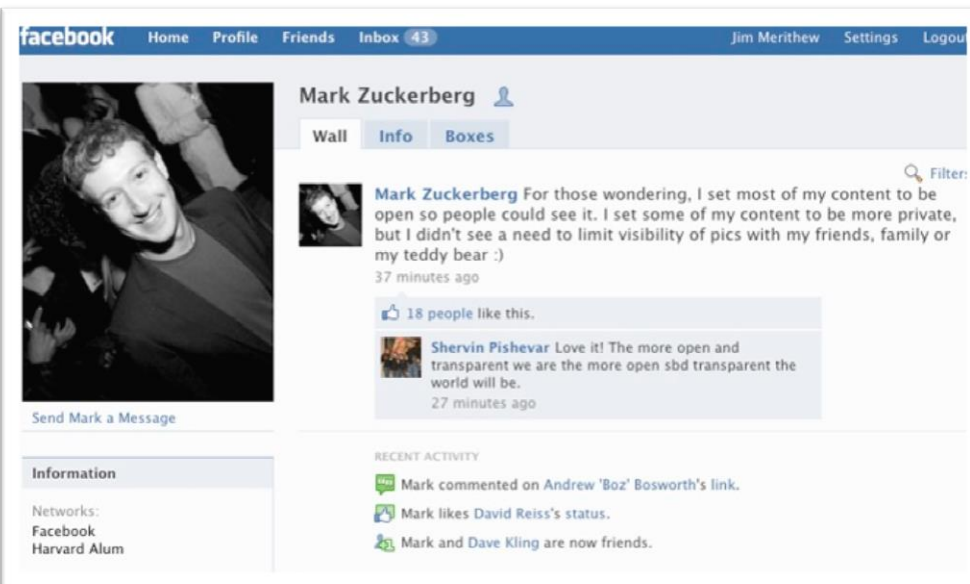 facebook Home Profile Friends Inbox 43 Jim Merithew Settings Logout
Mark Zuckerberg
Wall Info Boxes
Filters
Mark Zuckerberg For those wondering, I set most of my content to be
open so people could see it. I set some of my content to be more private,
but I didn't see a need to limit visibility of pics with my friends, family or
my teddy bear :)
37 minutes ago
18 people like this.
Shervin Pishevar Love it! The more open and
transparent we are the more open sbd transparent the
world will be.
27 minutes ago
Send Mark a Message
Information
Networks:
Facebook
Harvard Alum
RECENT ACTIVITY
Mark commented on Andrew 'Boz' Bosworth's link.
Mark likes David Reiss's status.
Mark and Dave Kling are now friends.